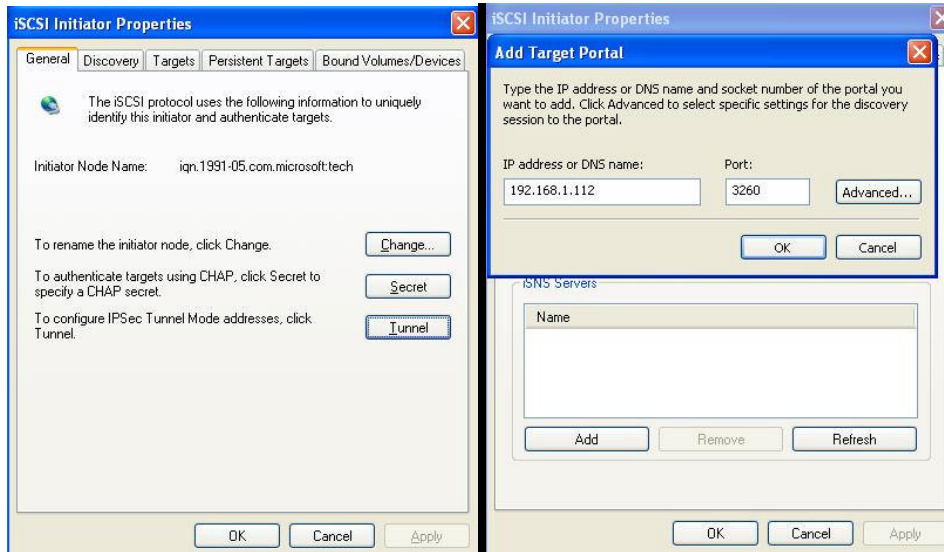 iSCSI Initiator Properties
General
Discovery
Targets
Persistent Targets
Bound Volumes/Devices
The iSCSI protocol uses the following information to uniquely
identify this initiator and authenticate targets.
Initiator Node Name: iqn.1991-05.com.microsoft:tech
To rename the initiator node, click Change.
Change...
To authenticate targets using CHAP, click Secret to
specify a CHAP secret.
Secret
To configure IPSec Tunnel Mode addresses, click
Tunnel.
Tunnel
OK
Cancel
Apply
iSCSI Initiator Properties
Add Target Portal
Type the IP address or DNS name and socket number of the portal you
want to add. Click Advanced to select specific settings for the discovery
session to the portal.
IP address or DNS name:
Port:
192.168.1.112
3260
Advanced...
OK
Cancel
iSNS Servers
Name
Add
Remove
Refresh
OK
Cancel
Apply